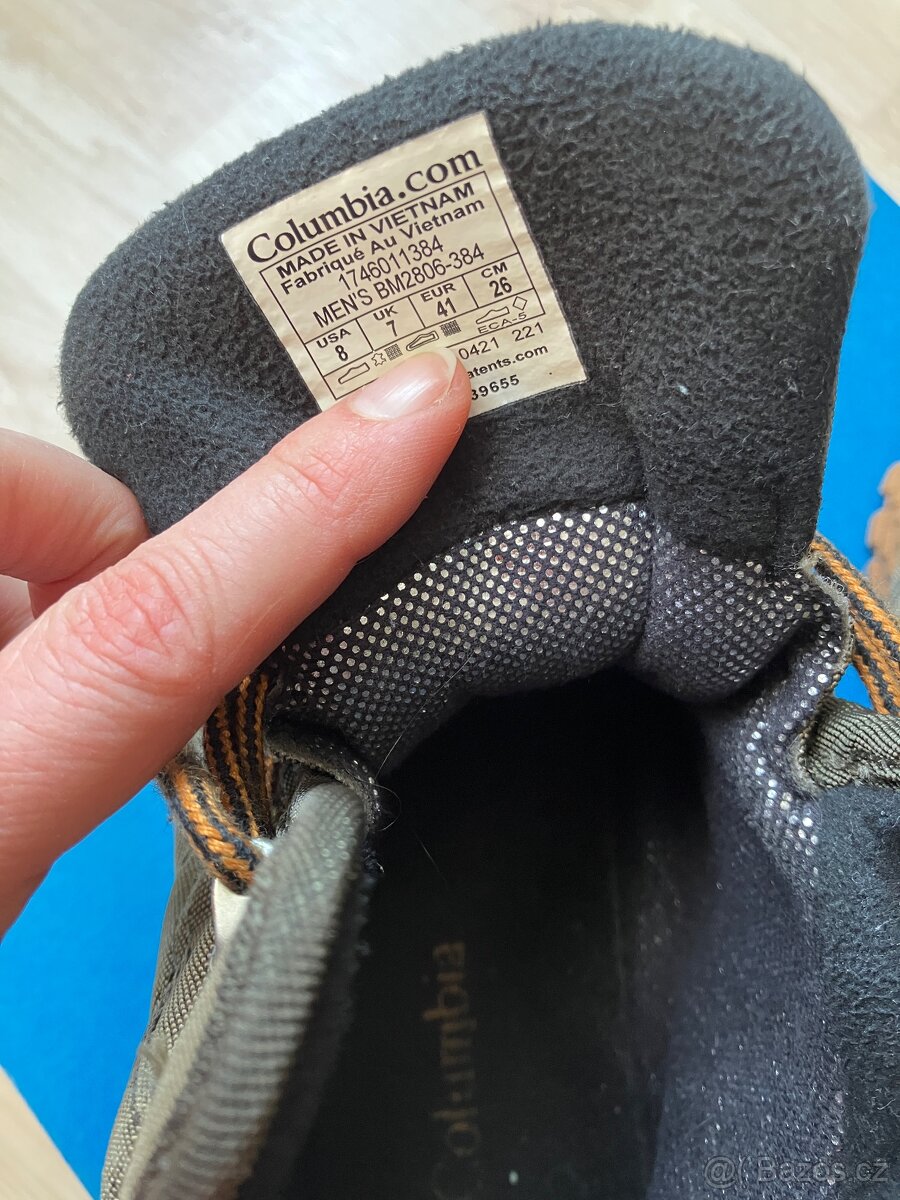 Columbia.com
MADE IN VIETNAM
Fabriqué Au Vietnam
1746011384
MEN'S BM2806-384
USA UK EUR CM
8 7 41 26
ECA-5
0421 221
atents.com
39655
Columbia
@ Bazos.cz